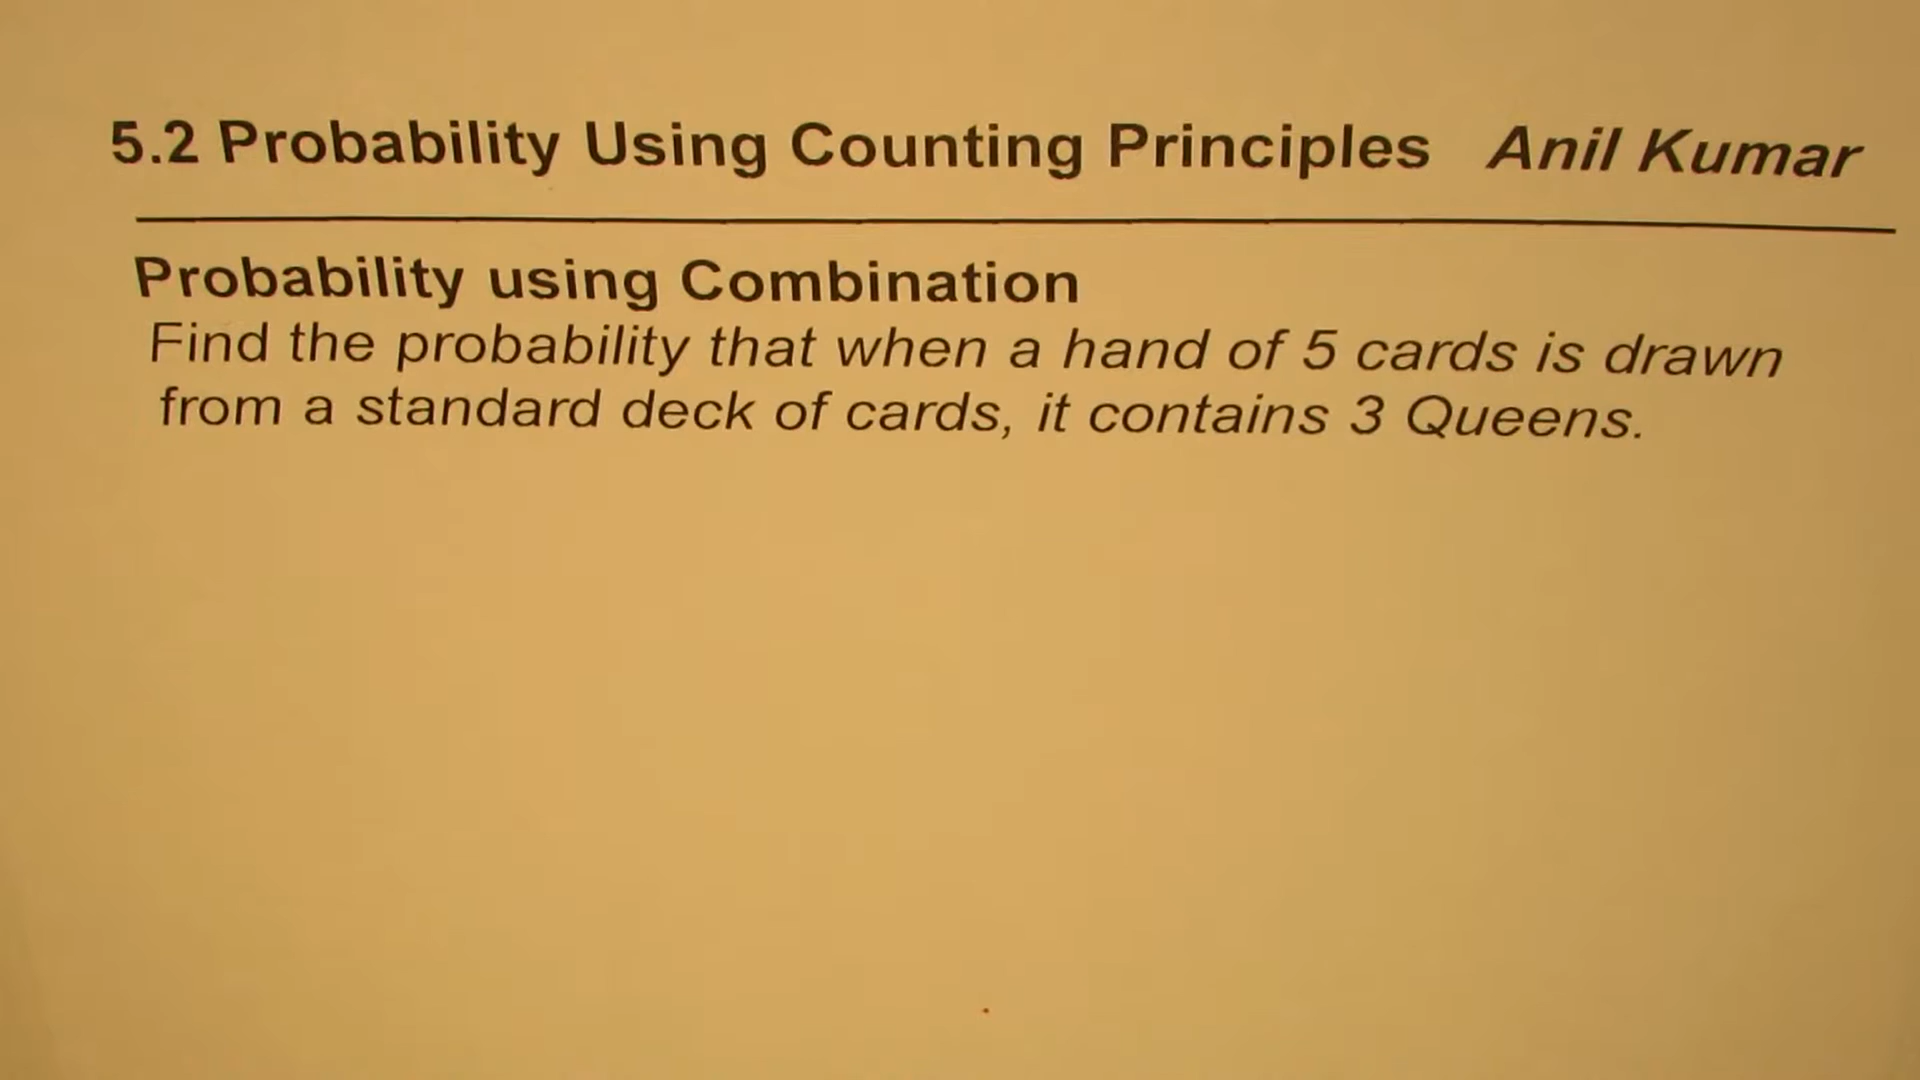 5.2 Probability Using Counting Principles Anil Kumar
Probability using Combination
Find the probability that when a hand of 5 cards is drawn
from a standard deck of cards, it contains 3 Queens.